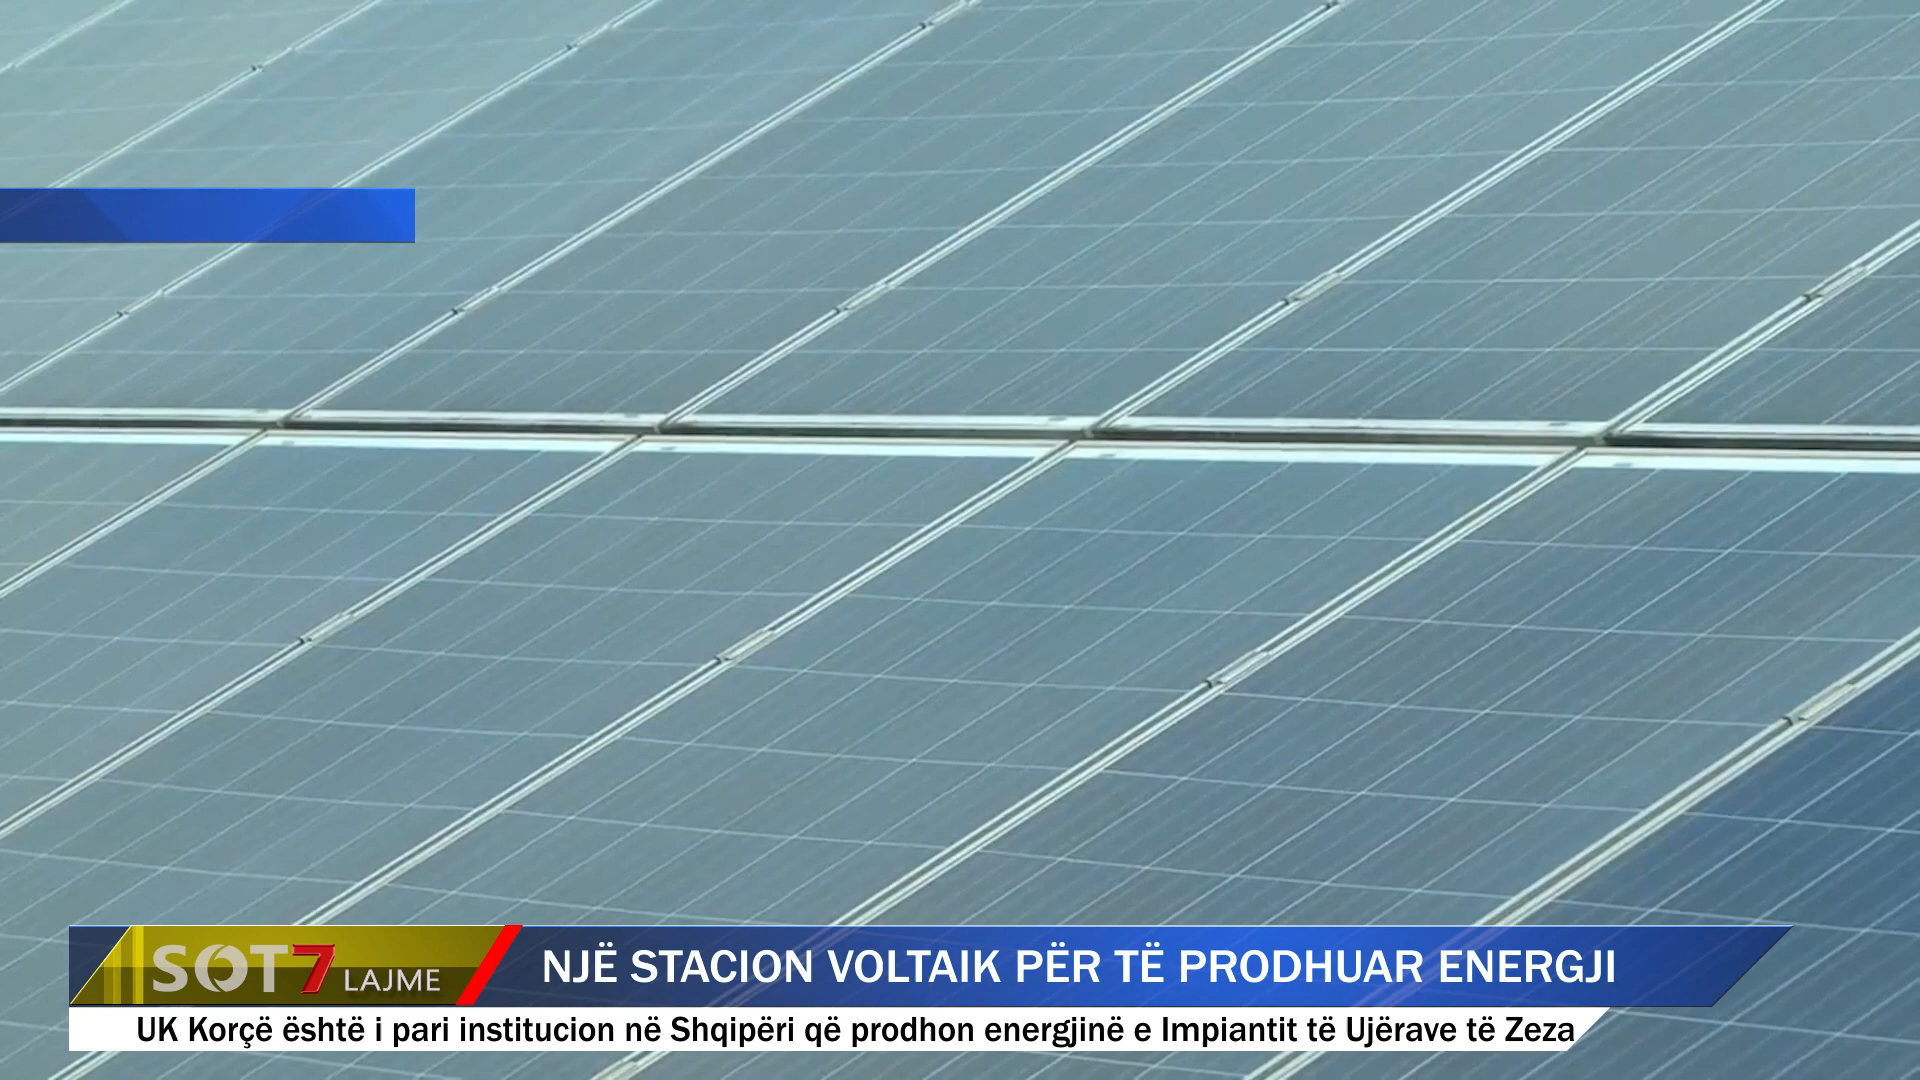 SOT7 LAJME
NJË STACION VOLTAIK PËR TË PRODHUAR ENERGJI
UK Korçë është i pari institucion në Shqipëri që prodhon energjinë e Impiantit të Ujërave të Zeza